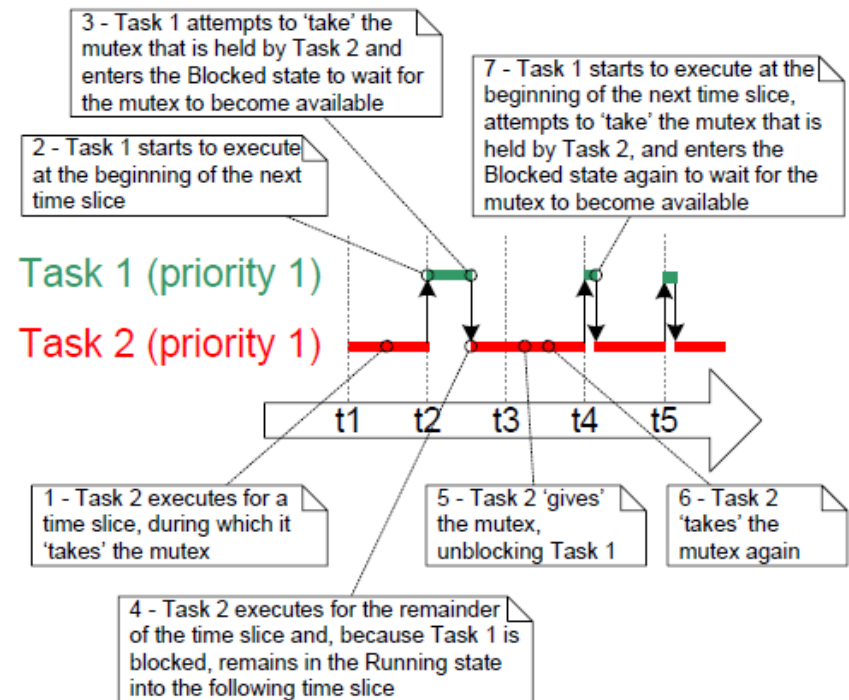 3 - Task 1 attempts to ‘take’ the
mutex that is held by Task 2 and
enters the Blocked state to wait for
the mutex to become available
7 - Task 1 starts to execute at the
beginning of the next time slice,
attempts to ‘take’ the mutex that is
held by Task 2, and enters the
Blocked state again to wait for the
mutex to become available
2 - Task 1 starts to execute
at the beginning of the next
time slice
Task 1 (priority 1)
Task 2 (priority 1)
t1 t2 t3 t4 t5
1 - Task 2 executes for a
time slice, during which it
‘takes’ the mutex
5 - Task 2 ‘gives’
the mutex,
unblocking Task 1
6 - Task 2
‘takes’ the
mutex again
4 - Task 2 executes for the remainder
of the time slice and, because Task 1 is
blocked, remains in the Running state
into the following time slice